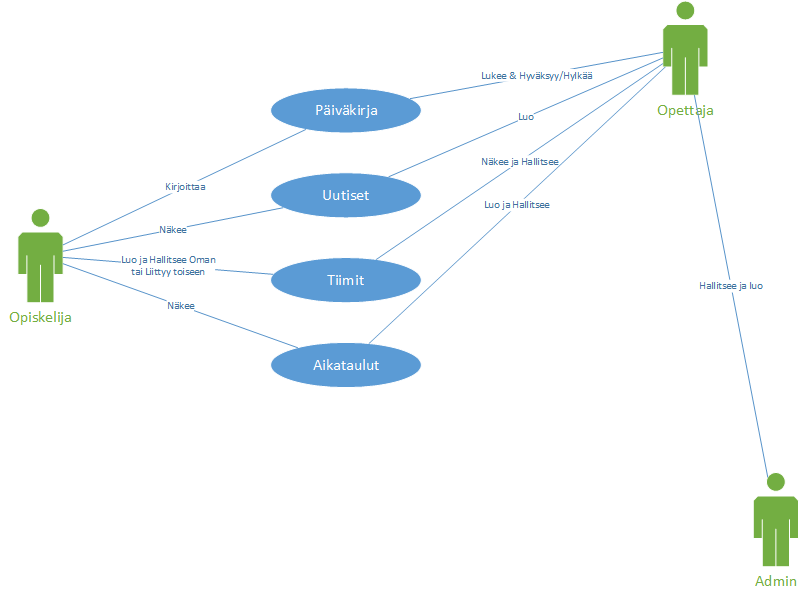 Lukee & Hyväksyy/Hylkää
Opettaja
Päiväkirja
Luo
Näkee ja Hallitsee
Kirjoittaa
Uutiset
Luo ja Hallitsee
Näkee
Luo ja Hallitsee Oman
tai Liittyy toiseen
Tiimit
Hallitsee ja luo
Näkee
Opiskelija
Aikataulut
Admin